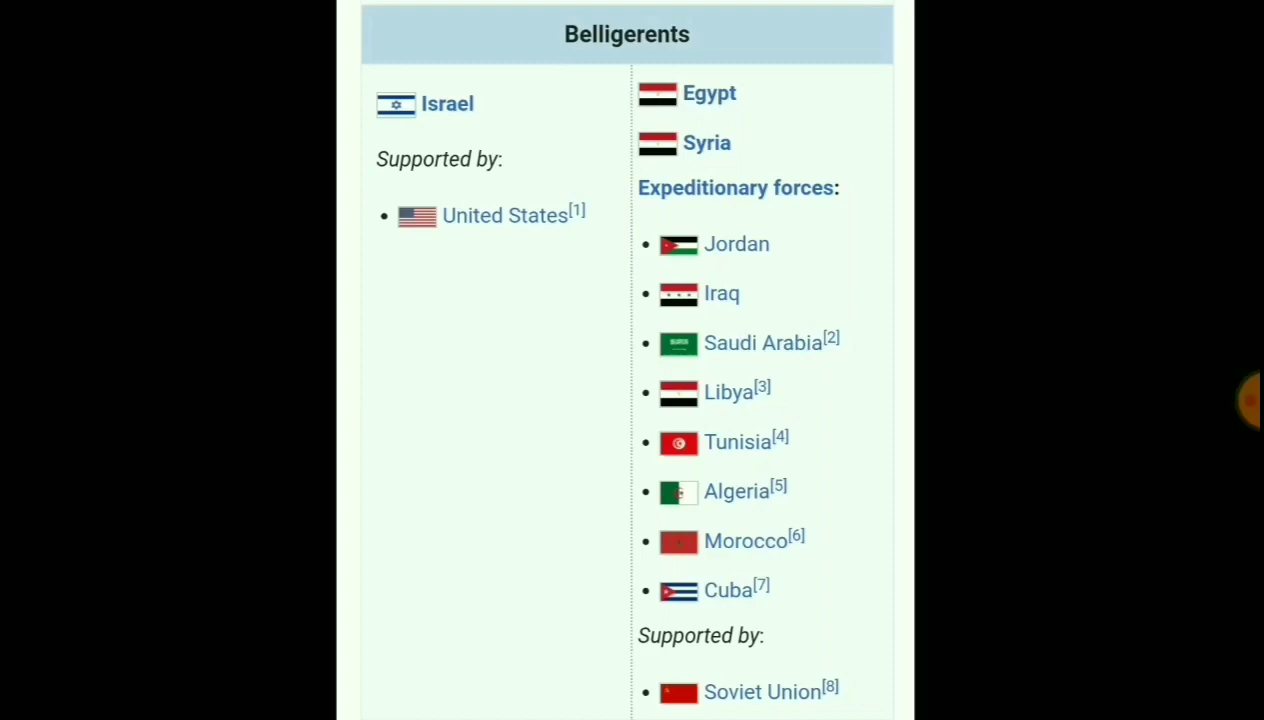 Belligerents
Israel
Supported by:
• United States[1]
Egypt
Syria
Expeditionary forces:
• Jordan
• Iraq
• Saudi Arabia[2]
• Libya[3]
• Tunisia[4]
• Algeria[5]
• Morocco[6]
• Cuba[7]
Supported by:
• Soviet Union[8]